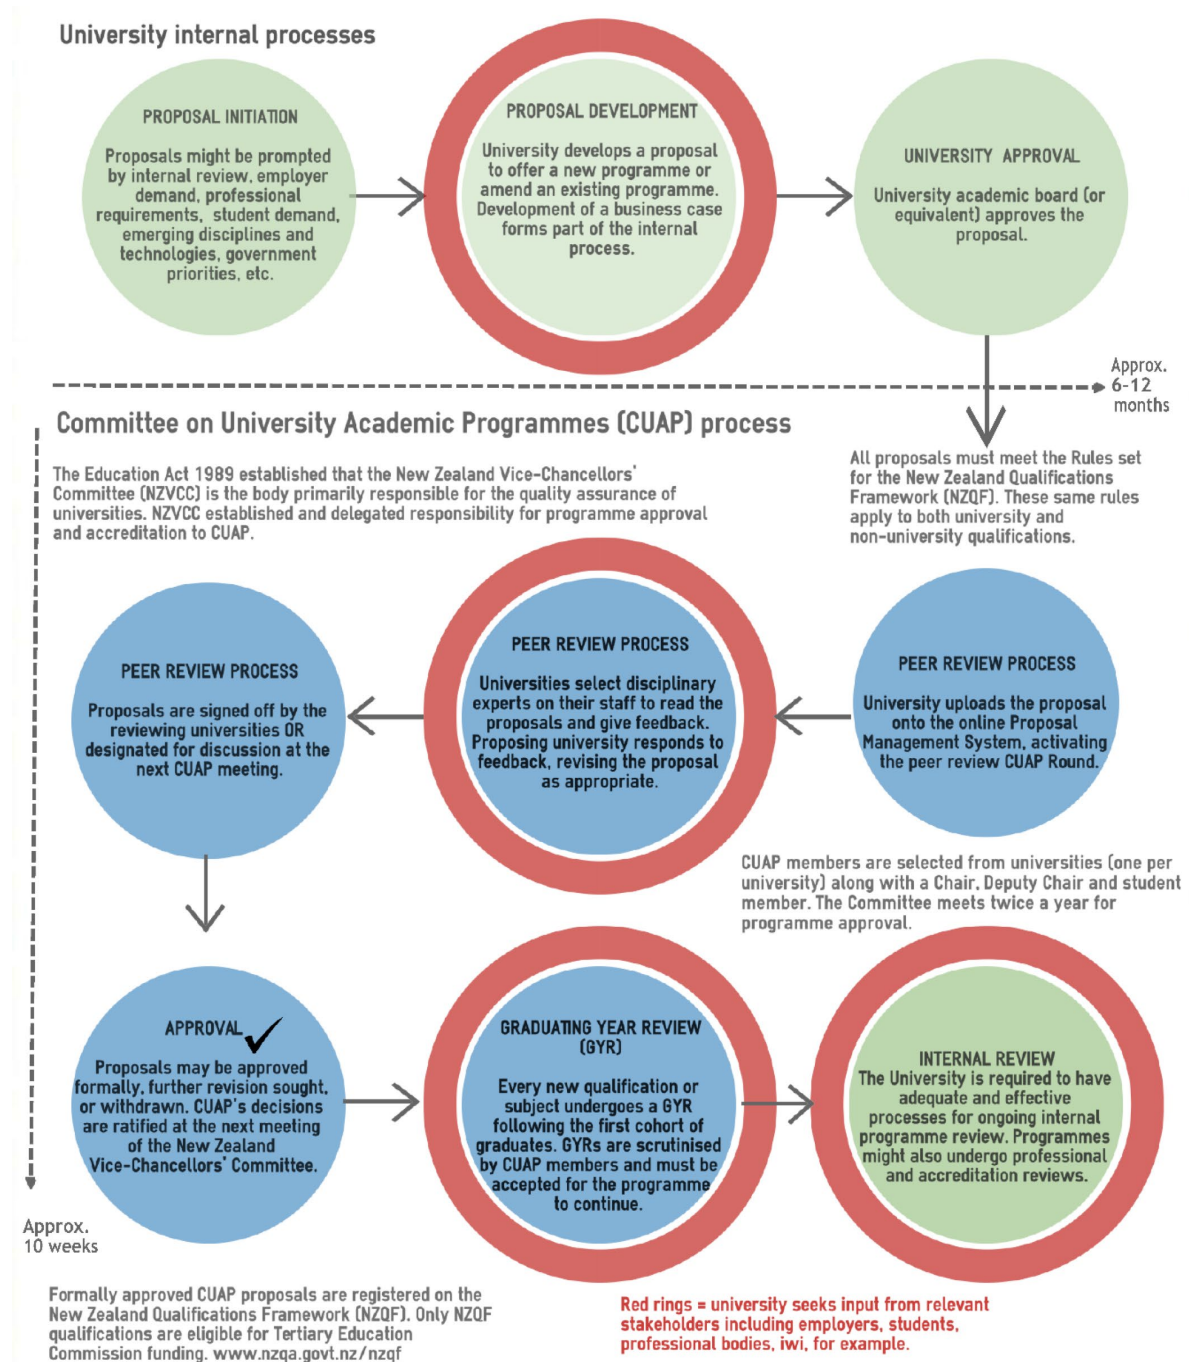 University internal processes
PROPOSAL INITIATION
Proposals might be prompted
by internal review, employer
demand, professional
requirements, student demand,
emerging disciplines and
technologies, government
priorities, etc.
PROPOSAL DEVELOPMENT
University develops a proposal
to offer a new programme or
amend an existing programme.
Development of a business case
forms part of the internal
process.
UNIVERSITY APPROVAL
University academic board (or
equivalent) approves the
proposal.
Approx.
6-12
months
Committee on University Academic Programmes (CUAP) process
The Education Act 1989 established that the New Zealand Vice-Chancellors'
Committee (NZVCC) is the body primarily responsible for the quality assurance of
universities. NZVCC established and delegated responsibility for programme approval
and accreditation to CUAP.
All proposals must meet the Rules set
for the New Zealand Qualifications
Framework (NZQF). These same rules
apply to both university and
non-university qualifications.
PEER REVIEW PROCESS
University uploads the proposal
onto the online Proposal
Management System, activating
the peer review CUAP Round.
PEER REVIEW PROCESS
Universities select disciplinary
experts on their staff to read the
proposals and give feedback.
Proposing university responds to
feedback, revising the proposal
as appropriate.
PEER REVIEW PROCESS
Proposals are signed off by the
reviewing universities OR
designated for discussion at the
next CUAP meeting.
CUAP members are selected from universities (one per
university) along with a Chair, Deputy Chair and student
member. The Committee meets twice a year for
programme approval.
APPROVAL
Proposals may be approved
formally, further revision sought,
or withdrawn. CUAP's decisions
are ratified at the next meeting
of the New Zealand
Vice-Chancellors' Committee.
GRADUATING YEAR REVIEW
(GYR)
Every new qualification or
subject undergoes a GYR
following the first cohort of
graduates. GYRs are scrutinised
by CUAP members and must be
accepted for the programme
to continue.
INTERNAL REVIEW
The University is required to have
adequate and effective
processes for ongoing internal
programme review. Programmes
might also undergo professional
and accreditation reviews.
Approx.
10 weeks
Formally approved CUAP proposals are registered on the
New Zealand Qualifications Framework (NZQF). Only NZQF
qualifications are eligible for Tertiary Education
Commission funding. www.nzqa.govt.nz/nzqf
Red rings = university seeks input from relevant
stakeholders including employers, students,
professional bodies, iwi, for example.